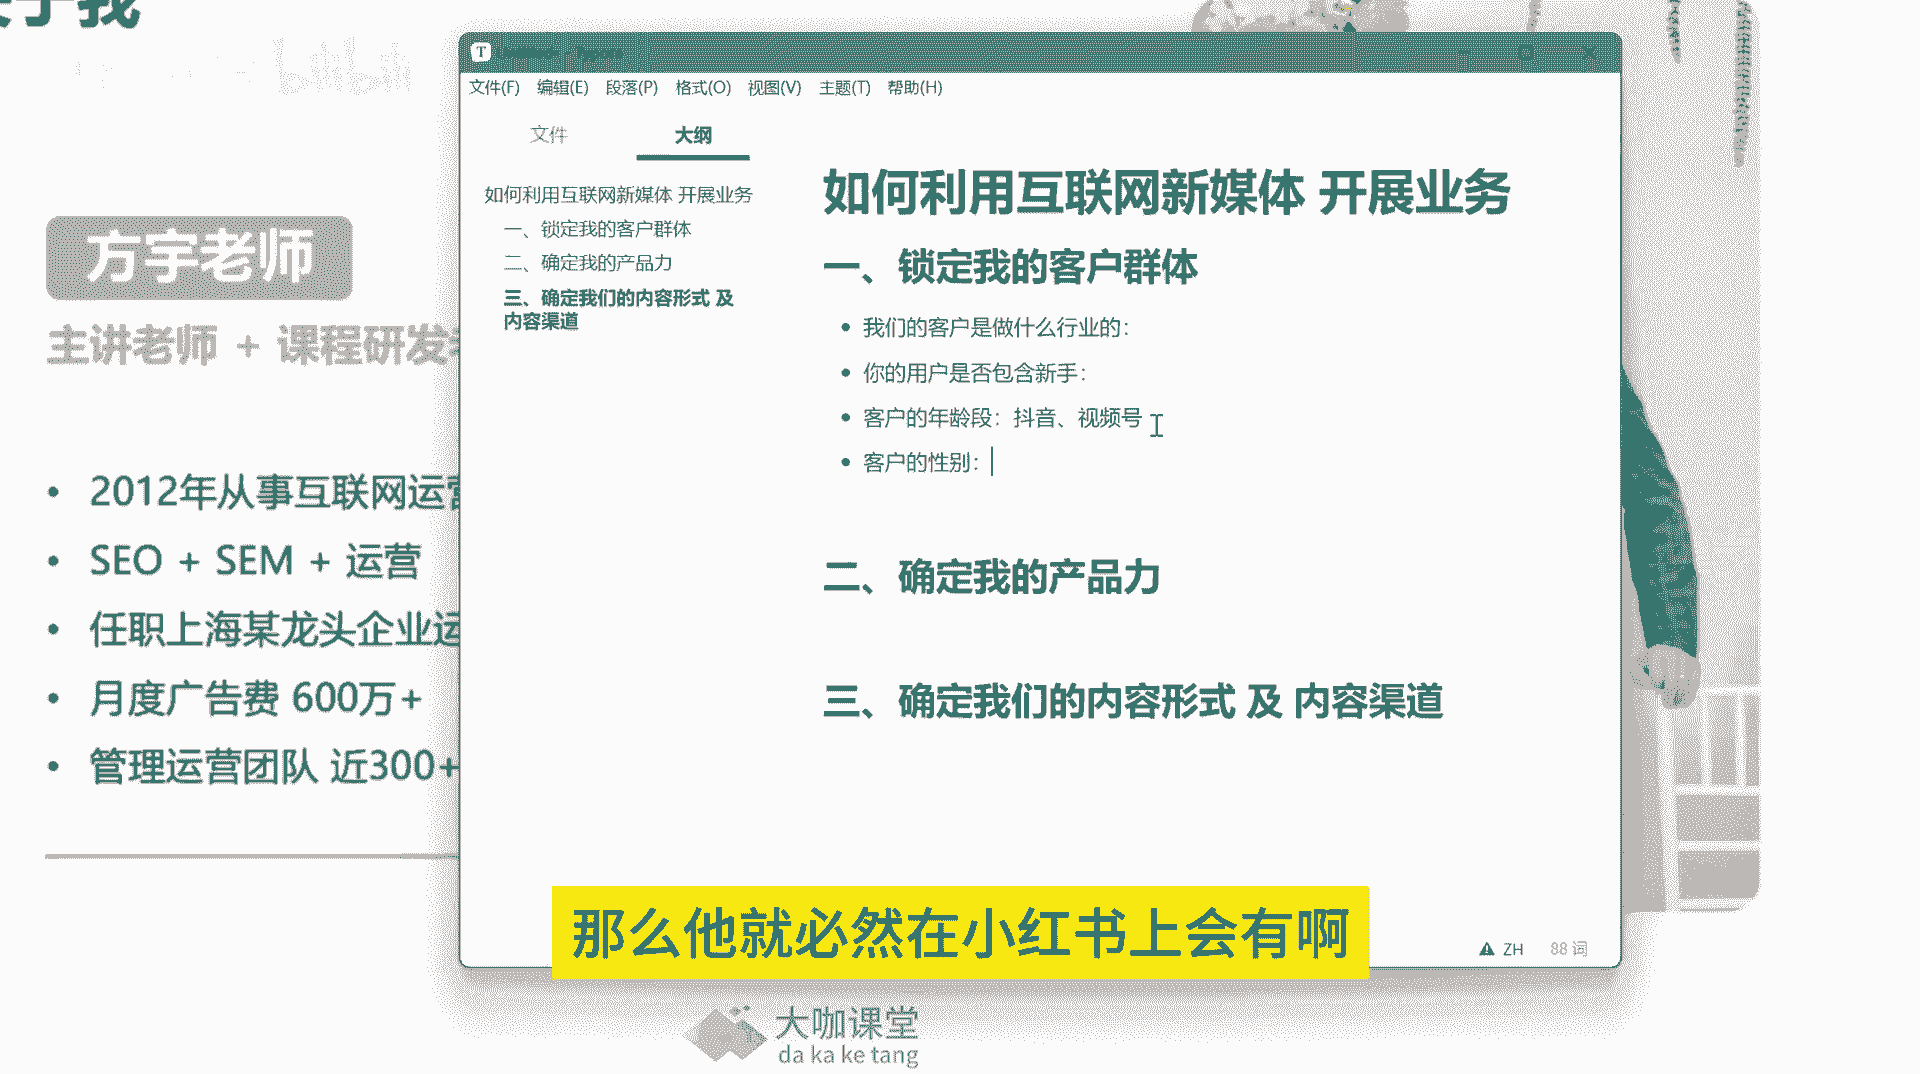 bilibili
方宇老师
主讲老师 + 课程研发
2012年从事互联网运营
SEO + SEM + 运营
任职上海某龙头企业运
月度广告费 600万+
管理运营团队 近300+
T
文件(F) 编辑(E) 段落(P) 格式(O) 视图(V) 主题(T) 帮助(H)
文件 大纲
如何利用互联网新媒体 开展业务
一、锁定我的客户群体
二、确定我的产品力
三、确定我们的内容形式 及
内容渠道
如何利用互联网新媒体 开展业务
一、锁定我的客户群体
我们的客户是做什么行业的：
你的用户是否包含新手：
客户的年龄段：抖音、视频号
客户的性别：
二、确定我的产品力
三、确定我们的内容形式 及 内容渠道
ZH 88 词
那么他就必然在小红书上会有啊
大咖课堂
da ka ke tang